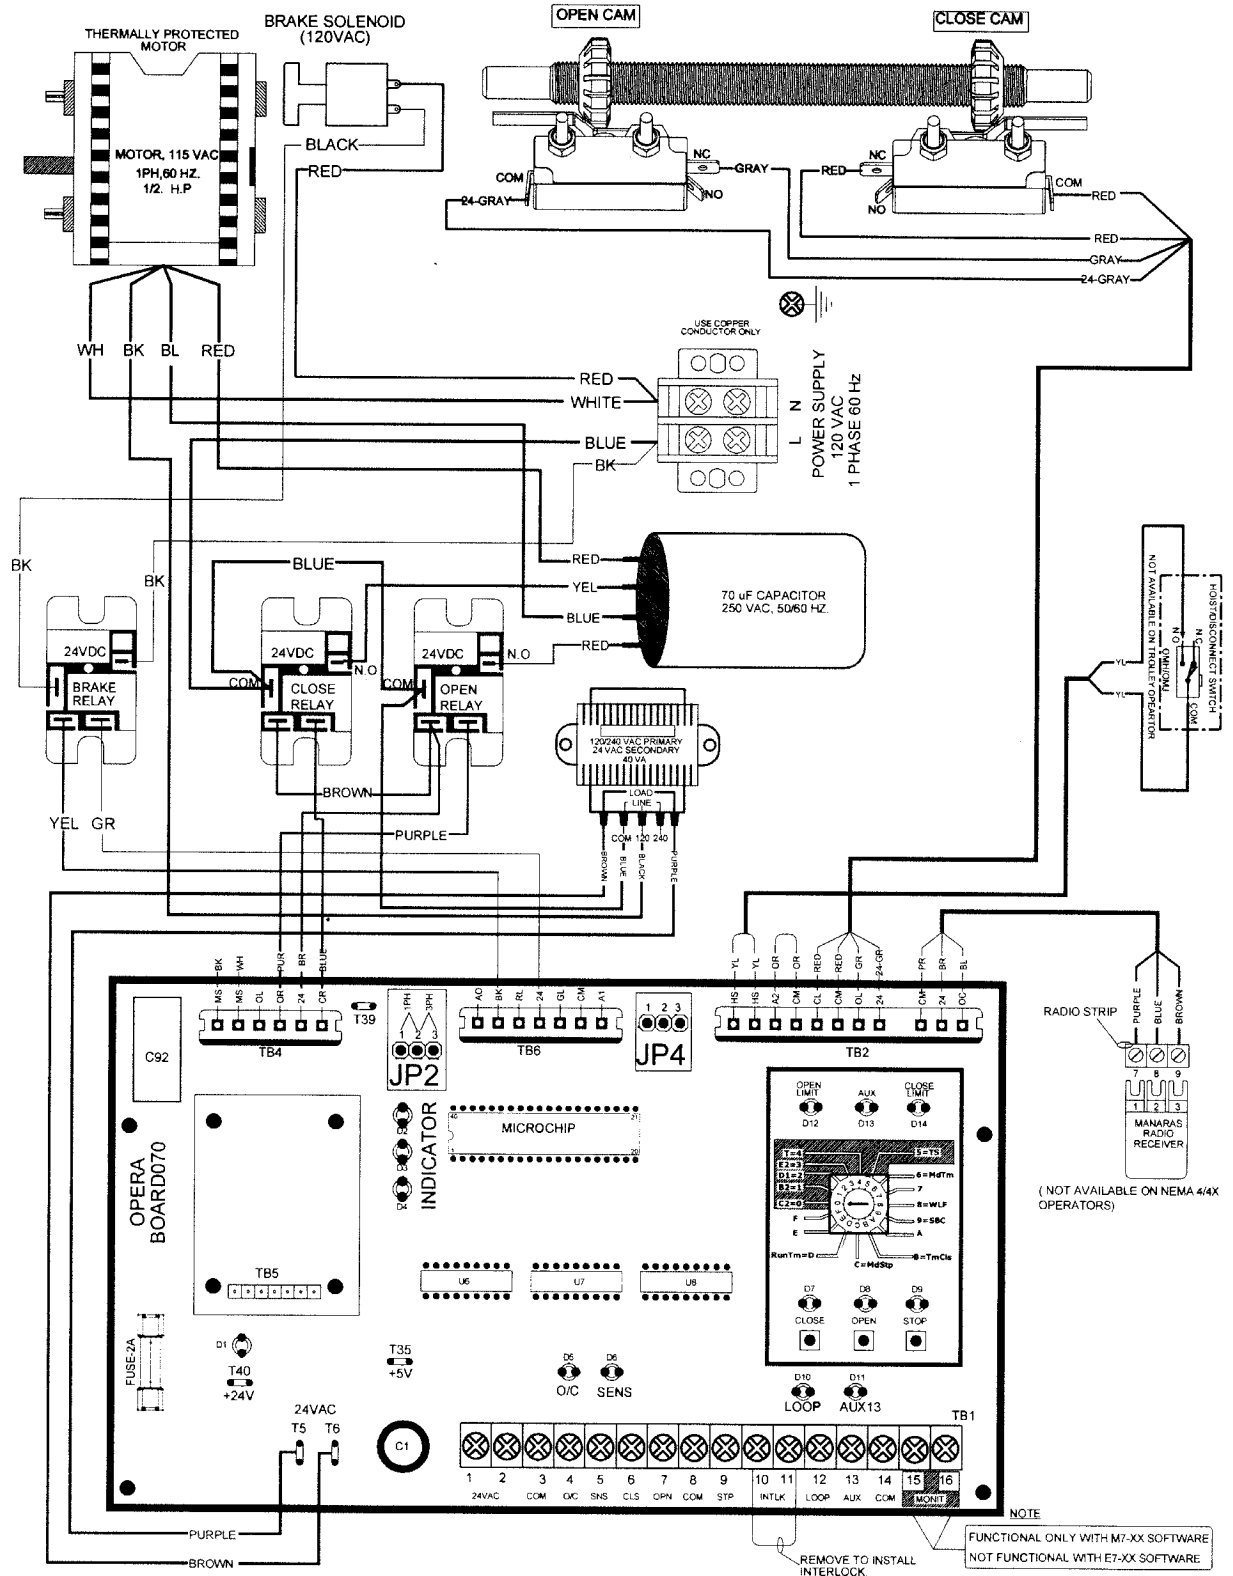 THERMALLY PROTECTED
MOTOR
BRAKE SOLENOID
(120VAC)
OPEN CAM
CLOSE CAM
MOTOR, 115 VAC
1PH,60 HZ.
1/2. H.P
BLACK
RED
COM
24-GRAY
NC
GRAY
NO
RED
NC
NO
COM
RED
RED
GRAY
24-GRAY
WH
BK
BL
RED
USE COPPER
CONDUCTOR ONLY
RED
WHITE
BLUE
BK
N
L
POWER SUPPLY
120 VAC
1 PHASE 60 Hz
BK
BK
BLUE
RED
YEL
BLUE
RED
70 uF CAPACITOR
250 VAC, 50/60 HZ.
24VDC
BRAKE
RELAY
24VDC
N.O
COM
CLOSE
RELAY
24VDC
N.O
COM
OPEN
RELAY
NOT AVAILABLE ON TROLLEY OPEARTOR
HOIST/DISCONNECT SWITCH
OMH/OMJ
N.C
N.O
COM
YL
YL
120/240 VAC PRIMARY
24 VAC SECONDARY
40 VA
LOAD
LINE
COM 120 240
BROWN
BLUE
BLACK
PURPLE
BROWN
PURPLE
YEL
GR
BK
WH
PUR
BR
BLUE
MS
MS
OL
OR
24
CR
TB4
T39
1PH
3PH
1 2 3
JP2
AO
BK
RL
24
GL
CM
A1
TB6
1 2 3
JP4
YL
YL
OR
OR
RED
RED
GR
24-GR
PR
BR
BL
HS
HS
A2
CM
CL
CM
OL
24
CM
24
OC
TB2
RADIO STRIP
PURPLE
BLUE
BROWN
7
8
9
1
2
3
MANARAS
RADIO
RECEIVER
( NOT AVAILABLE ON NEMA 4/4X
OPERATORS)
C92
OPERA
BOARD070
TB5
D2
D3
D4
INDICATOR
40
21
MICROCHIP
1
20
U6
U7
U8
OPEN
LIMIT
AUX
CLOSE
LIMIT
D12
D13
D14
T=4
E2=3
D1=2
B2=1
C2=0
F
E
RunTm=D
C=MdStp
5=TS
6=MdTm
7
8=WLF
9=SBC
A
B=TmCls
D7
D8
D9
CLOSE
OPEN
STOP
D10
D11
LOOP
AUX13
FUSE-2A
D1
T40
+24V
T35
+5V
D5
D6
O/C
SENS
24VAC
T5
T6
C1
TB1
1 2 3 4 5 6 7 8 9 10 11 12 13 14 15 16
24VAC COM O/C SNS CLS OPN COM STP INTLK LOOP AUX COM MONIT
PURPLE
BROWN
REMOVE TO INSTALL
INTERLOCK.
NOTE
FUNCTIONAL ONLY WITH M7-XX SOFTWARE
NOT FUNCTIONAL WITH E7-XX SOFTWARE